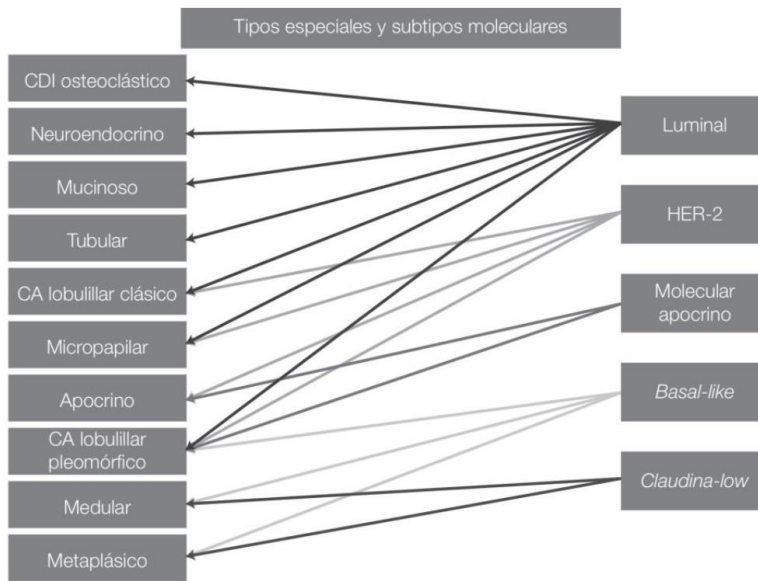 Tipos especiales y subtipos moleculares
CDI osteoclástico
Neuroendocrino
Mucinoso
Tubular
CA lobulillar clásico
Micropapilar
Apocrino
CA lobulillar
pleomórfico
Medular
Metaplásico
Luminal
HER-2
Molecular
apocrino
Basal-like
Claudina-low